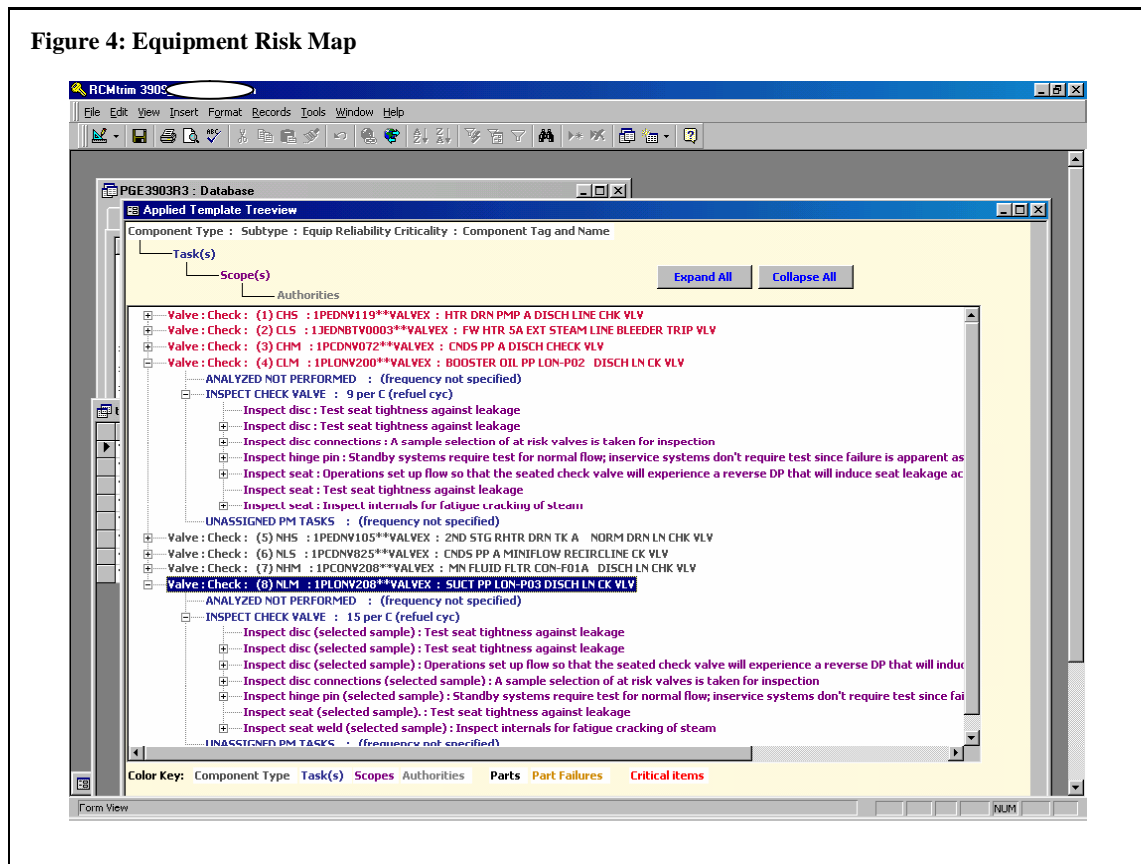 Figure 4: Equipment Risk Map
RCMtrim 390S
File Edit View Insert Format Records Tools Window Help
PGE3903R3 : Database
Applied Template Treeview
Component Type : Subtype : Equip Reliability Criticality : Component Tag and Name
Task(s)
Scope(s)
Authorities
Expand All Collapse All
Valve : Check : (1) CHS : 1PEDNV119**VALVEX : HTR DRN PMP A DISCH LINE CHK VLV
Valve : Check : (2) CLS : 1JEDNBTV0003**VALVEX : FW HTR 5A EXT STEAM LINE BLEEDER TRIP VLV
Valve : Check : (3) CHM : 1PCDNV072**VALVEX : CNDS PP A DISCH CHECK VLV
Valve : Check : (4) CLM : 1PLONV200**VALVEX : BOOSTER OIL PP LON-P02 DISCH LN CK VLV
ANALYZED NOT PERFORMED : (frequency not specified)
INSPECT CHECK VALVE : 9 per C (refuel cyc)
Inspect disc : Test seat tightness against leakage
Inspect disc : Test seat tightness against leakage
Inspect disc connections : A sample selection of at risk valves is taken for inspection
Inspect hinge pin : Standby systems require test for normal flow; inservice systems don't require test since failure is apparent as
Inspect seat : Operations set up flow so that the seated check valve will experience a reverse DP that will induce seat leakage ac
Inspect seat : Test seat tightness against leakage
Inspect seat : Inspect internals for fatigue cracking of steam
UNASSIGNED PM TASKS : (frequency not specified)
Valve : Check : (5) NHS : 1PEDNV105**VALVEX : 2ND STG RHTR DRN TK A NORM DRN LN CHK VLV
Valve : Check : (6) NLS : 1PCDNV825**VALVEX : CNDS PP A MINIFLOW RECIRCLINE CK VLV
Valve : Check : (7) NHM : 1PCONV208**VALVEX : MN FLUID FLTR CON-F01A DISCH LN CHK VLV
Valve : Check : (8) NLM : 1PLONV208**VALVEX : SUCT PP LON-P03 DISCH LN CK VLV
ANALYZED NOT PERFORMED : (frequency not specified)
INSPECT CHECK VALVE : 15 per C (refuel cyc)
Inspect disc (selected sample) : Test seat tightness against leakage
Inspect disc (selected sample) : Test seat tightness against leakage
Inspect disc (selected sample) : Operations set up flow so that the seated check valve will experience a reverse DP that will induc
Inspect disc connections (selected sample) : A sample selection of at risk valves is taken for inspection
Inspect hinge pin (selected sample) : Standby systems require test for normal flow; inservice systems don't require test since fai
Inspect seat (selected sample). : Test seat tightness against leakage
Inspect seat weld (selected sample) : Inspect internals for fatigue cracking of steam
UNASSIGNED PM TASKS : (frequency not specified)
Color Key: Component Type Task(s) Scopes Authorities Parts Part Failures Critical items
Form View NUM